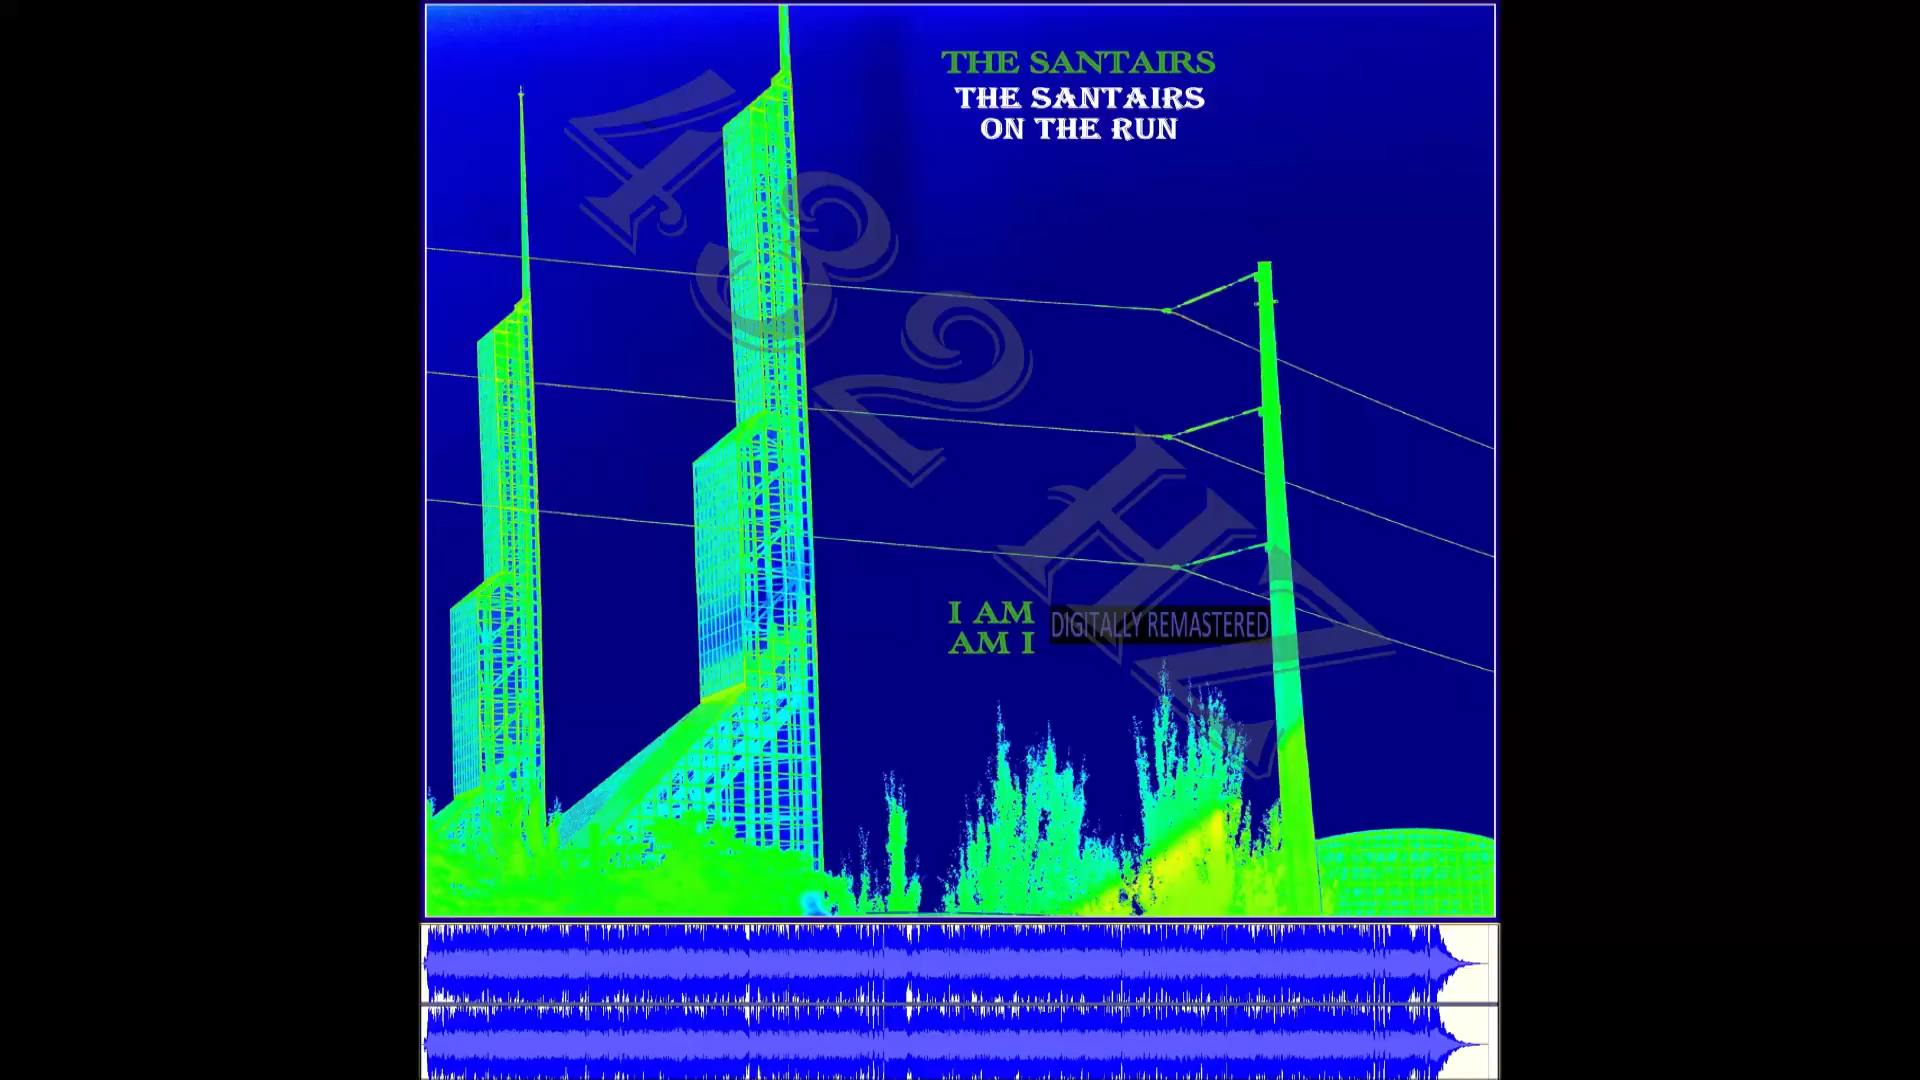 THE SANTAIRS
THE SANTAIRS
ON THE RUN
432 HZ
I AM
AM I
DIGITALLY REMASTERED